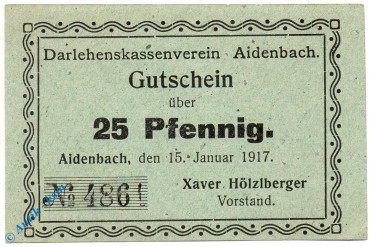 Darlehenskassenverein Aidenbach.
Gutschein
über
25 Pfennig.
Aidenbach, den 15. Januar 1917.
№ 4861
Xaver Hölzlberger
Vorstand.